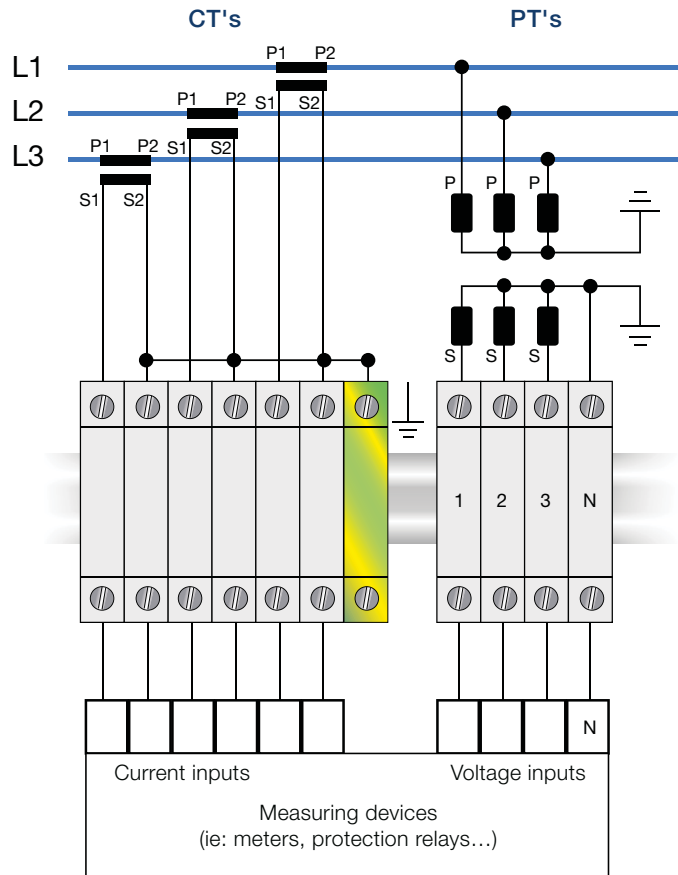 CT's PT's
P1 P2
L1
P1 P2 S1 S2
L2
P1 P2 S1 S2
L3
S1 S2
P P P
S S S
1 2 3 N
N
Current inputs Voltage inputs
Measuring devices
(ie: meters, protection relays…)